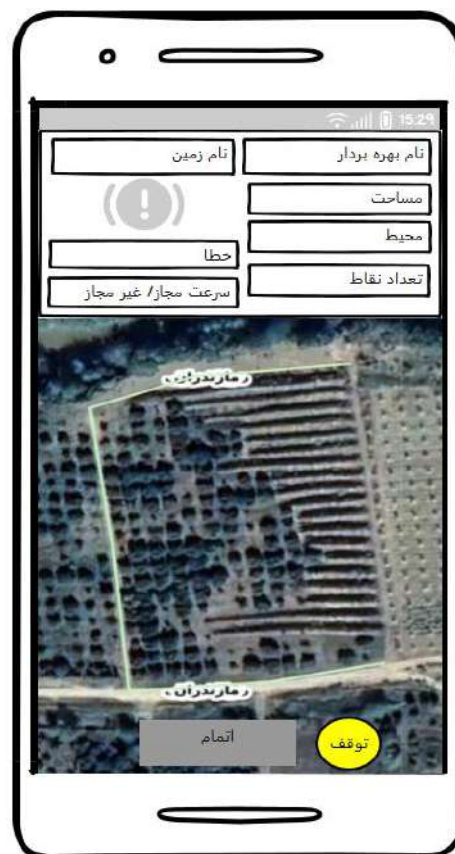 15:29
نام بهره بردار
نام زمین
مساحت
محیط
خطا
تعداد نقاط
سرعت مجاز/ غیر مجاز
مازندران
مازندران
اتمام
توقف